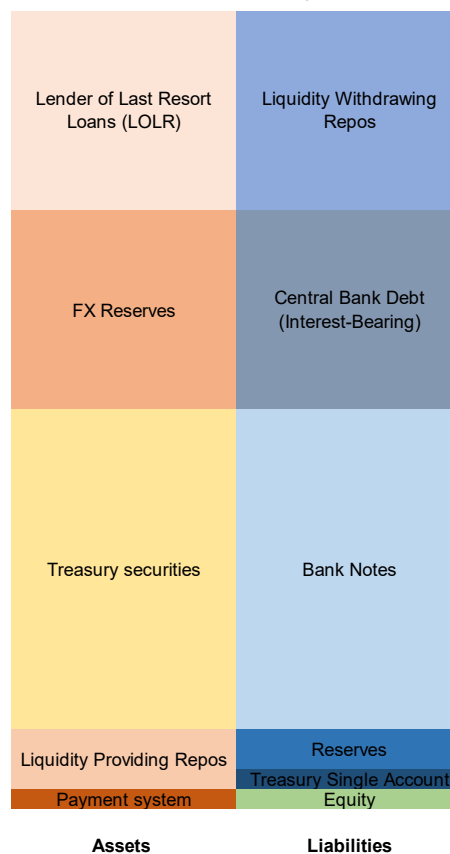 Lender of Last Resort
Loans (LOLR)
Liquidity Withdrawing
Repos
FX Reserves
Central Bank Debt
(Interest-Bearing)
Treasury securities
Bank Notes
Liquidity Providing Repos
Reserves
Treasury Single Account
Payment system
Equity
Assets
Liabilities